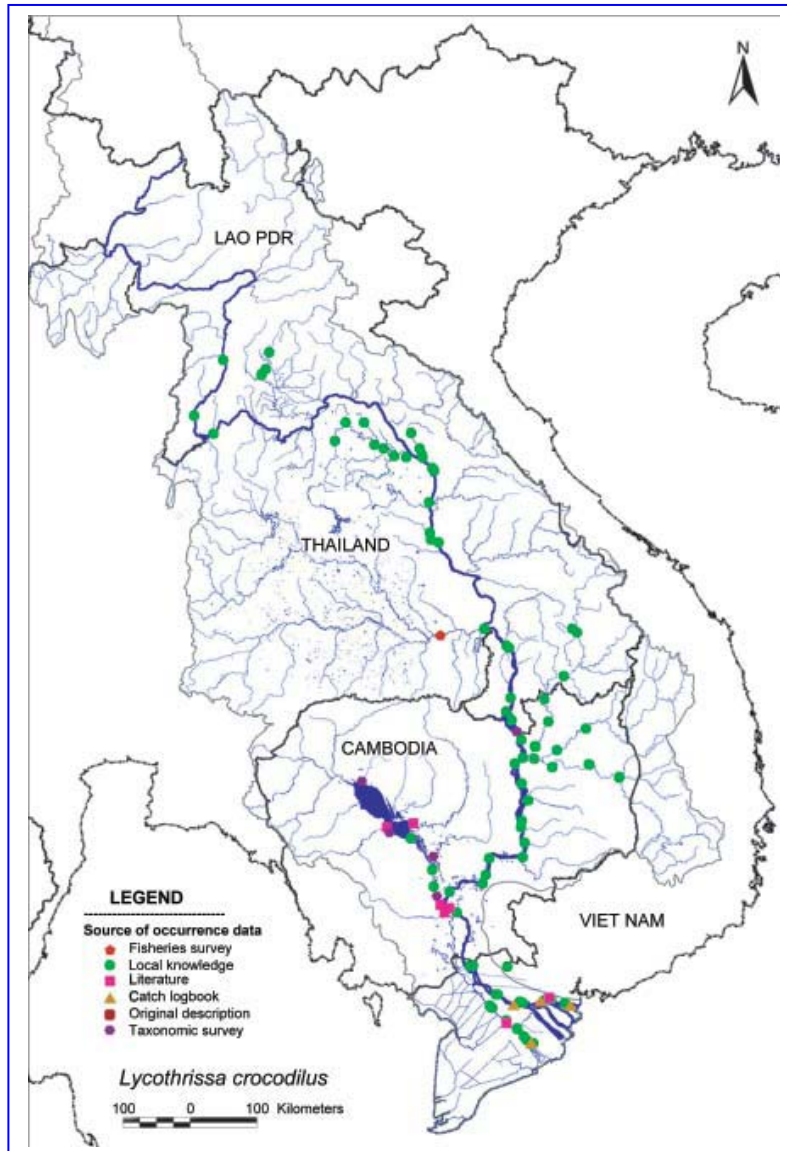 N
LAO PDR
THAILAND
CAMBODIA
VIET NAM
LEGEND
Source of occurrence data
Fisheries survey
Local knowledge
Literature
Catch logbook
Original description
Taxonomic survey
Lycothrissa crocodilus
100 0 100 Kilometers